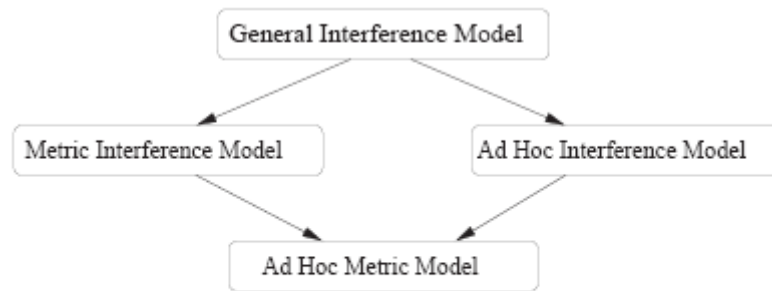 General Interference Model
Metric Interference Model
Ad Hoc Interference Model
Ad Hoc Metric Model